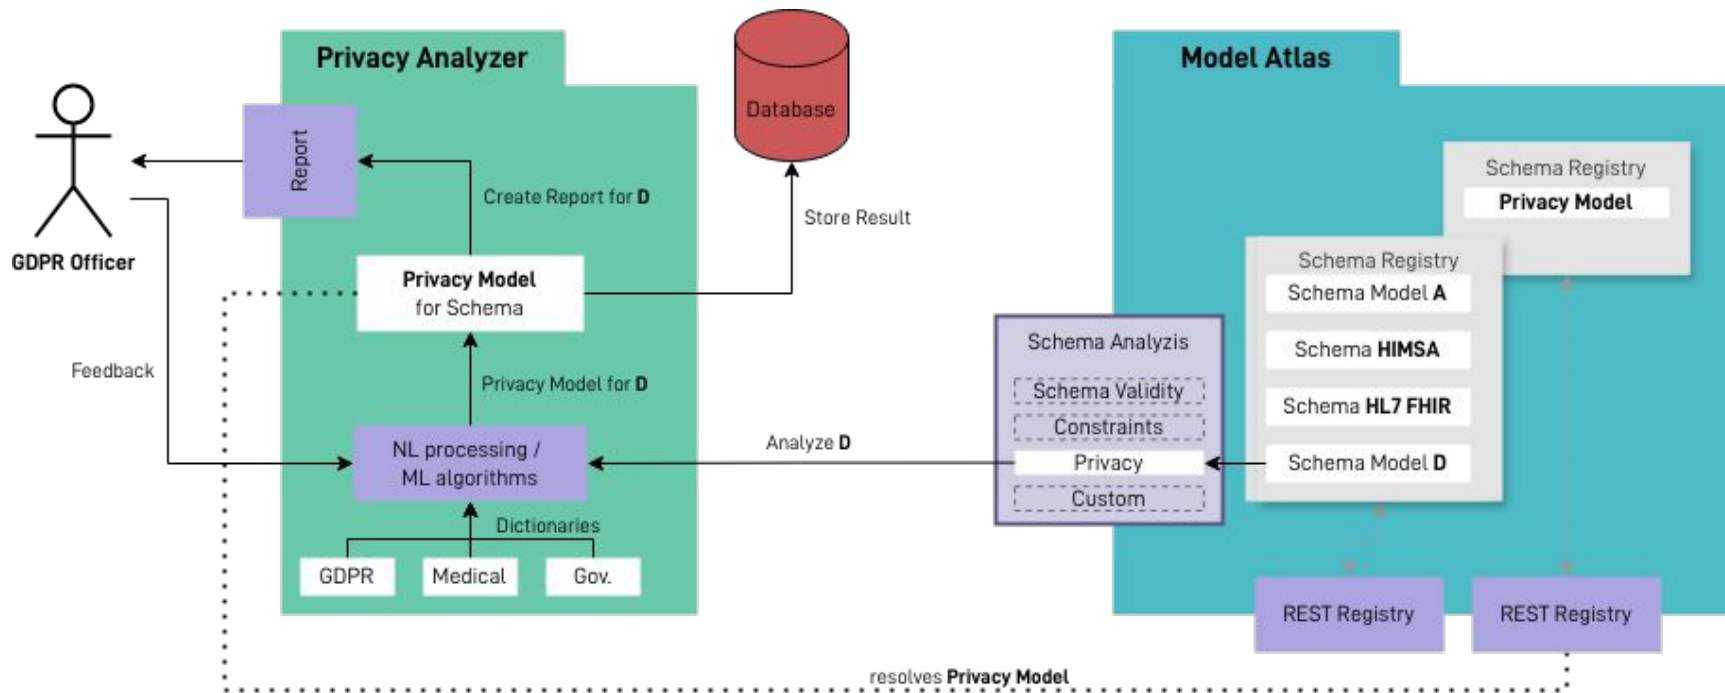 Privacy Analyzer
Model Atlas
Database
Report
GDPR Officer
Create Report for D
Store Result
Schema Registry
Privacy Model
Privacy Model
for Schema
Schema Registry
Schema Model A
Schema HIMSA
Schema HL7 FHIR
Schema Model D
Schema Analyzis
Schema Validity
Constraints
Privacy
Custom
Feedback
Privacy Model for D
Analyze D
NL processing /
ML algorithms
Dictionaries
GDPR
Medical
Gov.
REST Registry
REST Registry
resolves Privacy Model